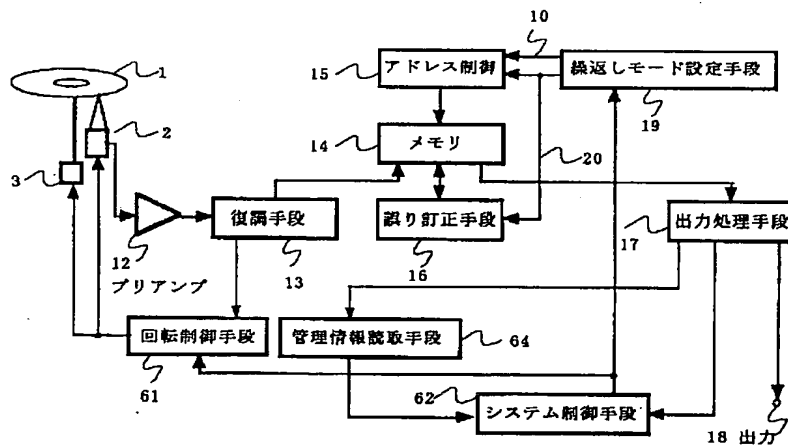 1
2
3
12
プリアンプ
復調手段
13
15
アドレス制御
10
繰返しモード設定手段
19
14
メモリ
20
誤り訂正手段
16
17
出力処理手段
回転制御手段
61
管理情報読取手段
64
62
システム制御手段
18 出力